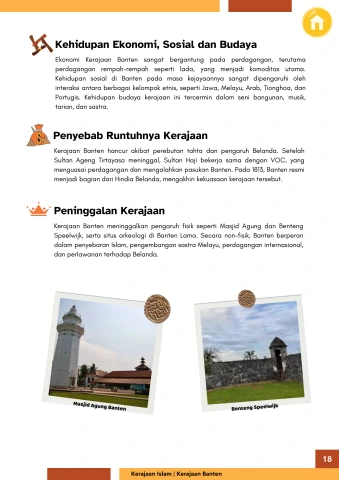 Kehidupan Ekonomi, Sosial dan Budaya
Ekonomi Kerajaan Banten sangat bergantung pada perdagangan, terutama
perdagangan rempah-rempah seperti lada, yang menjadi komoditas utama.
Kehidupan sosial di Banten pada masa kejayaannya sangat dipengaruhi oleh
interaksi antara berbagai kelompok etnis, seperti Jawa, Melayu, Arab, Tionghoa, dan
Portugis. Kehidupan budaya kerajaan ini tercermin dalam seni bangunan, musik,
tarian, dan sastra.
Penyebab Runtuhnya Kerajaan
Kerajaan Banten hancur akibat perebutan tahta dan pengaruh Belanda. Setelah
Sultan Ageng Tirtayasa meninggal, Sultan Haji bekerja sama dengan VOC, yang
menguasai perdagangan dan mengalahkan pasukan Banten. Pada 1813, Banten resmi
menjadi bagian dari Hindia Belanda, mengakhiri kekuasaan kerajaan tersebut.
Peninggalan Kerajaan
Kerajaan Banten meninggalkan pengaruh fisik seperti Masjid Agung dan Benteng
Speelwijk, serta situs arkeologi di Banten Lama. Secara non-fisik, Banten berperan
dalam penyebaran Islam, pengembangan sastra Melayu, perdagangan internasional,
dan perlawanan terhadap Belanda.
Masjid Agung Banten
Benteng Speelwijk
18
Kerajaan Islam | Kerajaan Banten